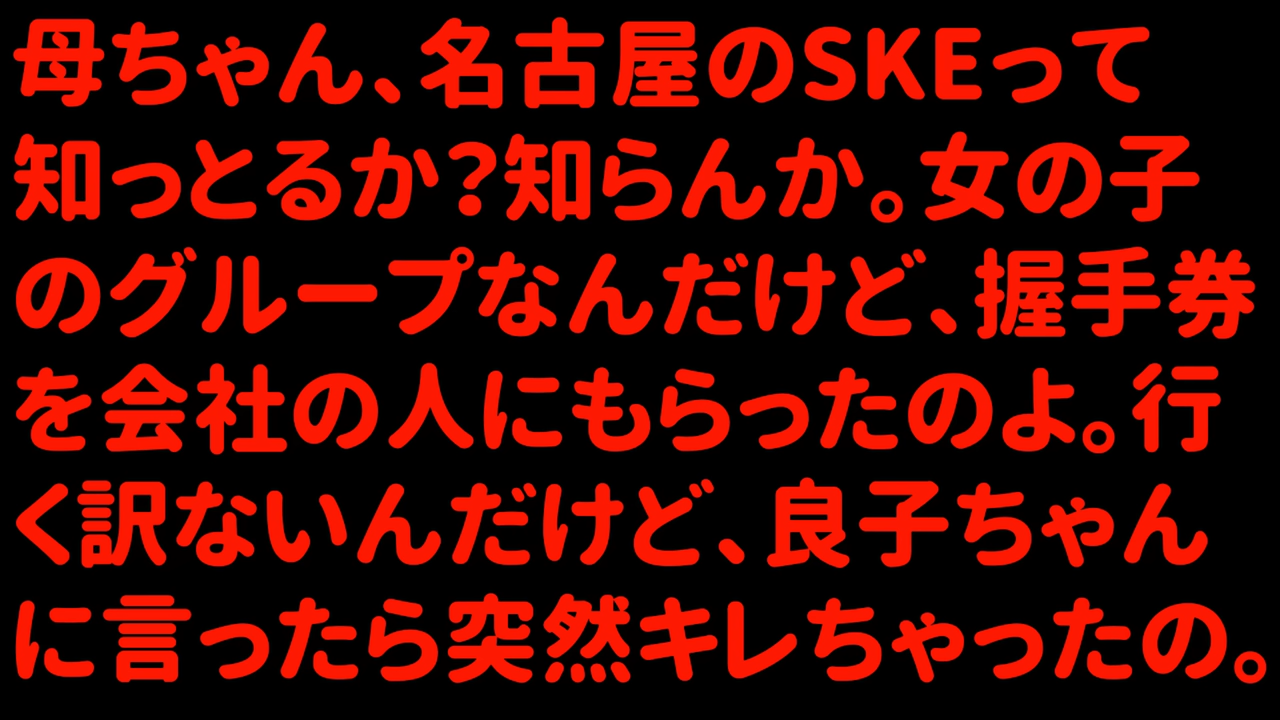 母ちゃん、名古屋のSKEって
知っとるか？知らんか。女の子
のグループなんだけど、握手券
を会社の人にもらったのよ。行
く訳ないんだけど、良子ちゃん
に言ったら突然キレちゃったの。